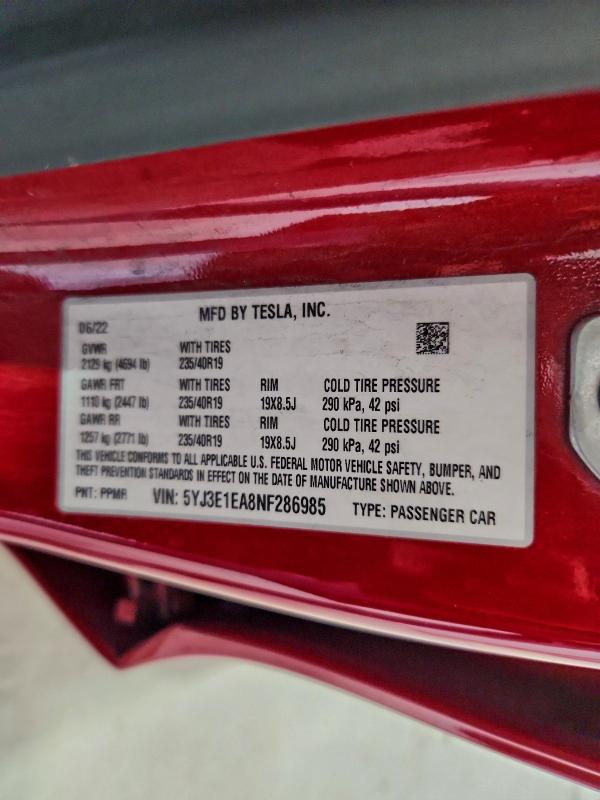 MFD BY TESLA, INC.
06/22
GVWR WITH TIRES
2129 kg (4694 lb) 235/40R19
GAWR FRT WITH TIRES RIM COLD TIRE PRESSURE
1110 kg (2447 lb) 235/40R19 19X8.5J 290 kPa, 42 psi
GAWR RR WITH TIRES RIM COLD TIRE PRESSURE
1257 kg (2771 lb) 235/40R19 19X8.5J 290 kPa, 42 psi
THIS VEHICLE CONFORMS TO ALL APPLICABLE U.S. FEDERAL MOTOR VEHICLE SAFETY, BUMPER, AND
THEFT PREVENTION STANDARDS IN EFFECT ON THE DATE OF MANUFACTURE SHOWN ABOVE.
PNT: PPMR VIN: 5YJ3E1EA8NF286985 TYPE: PASSENGER CAR